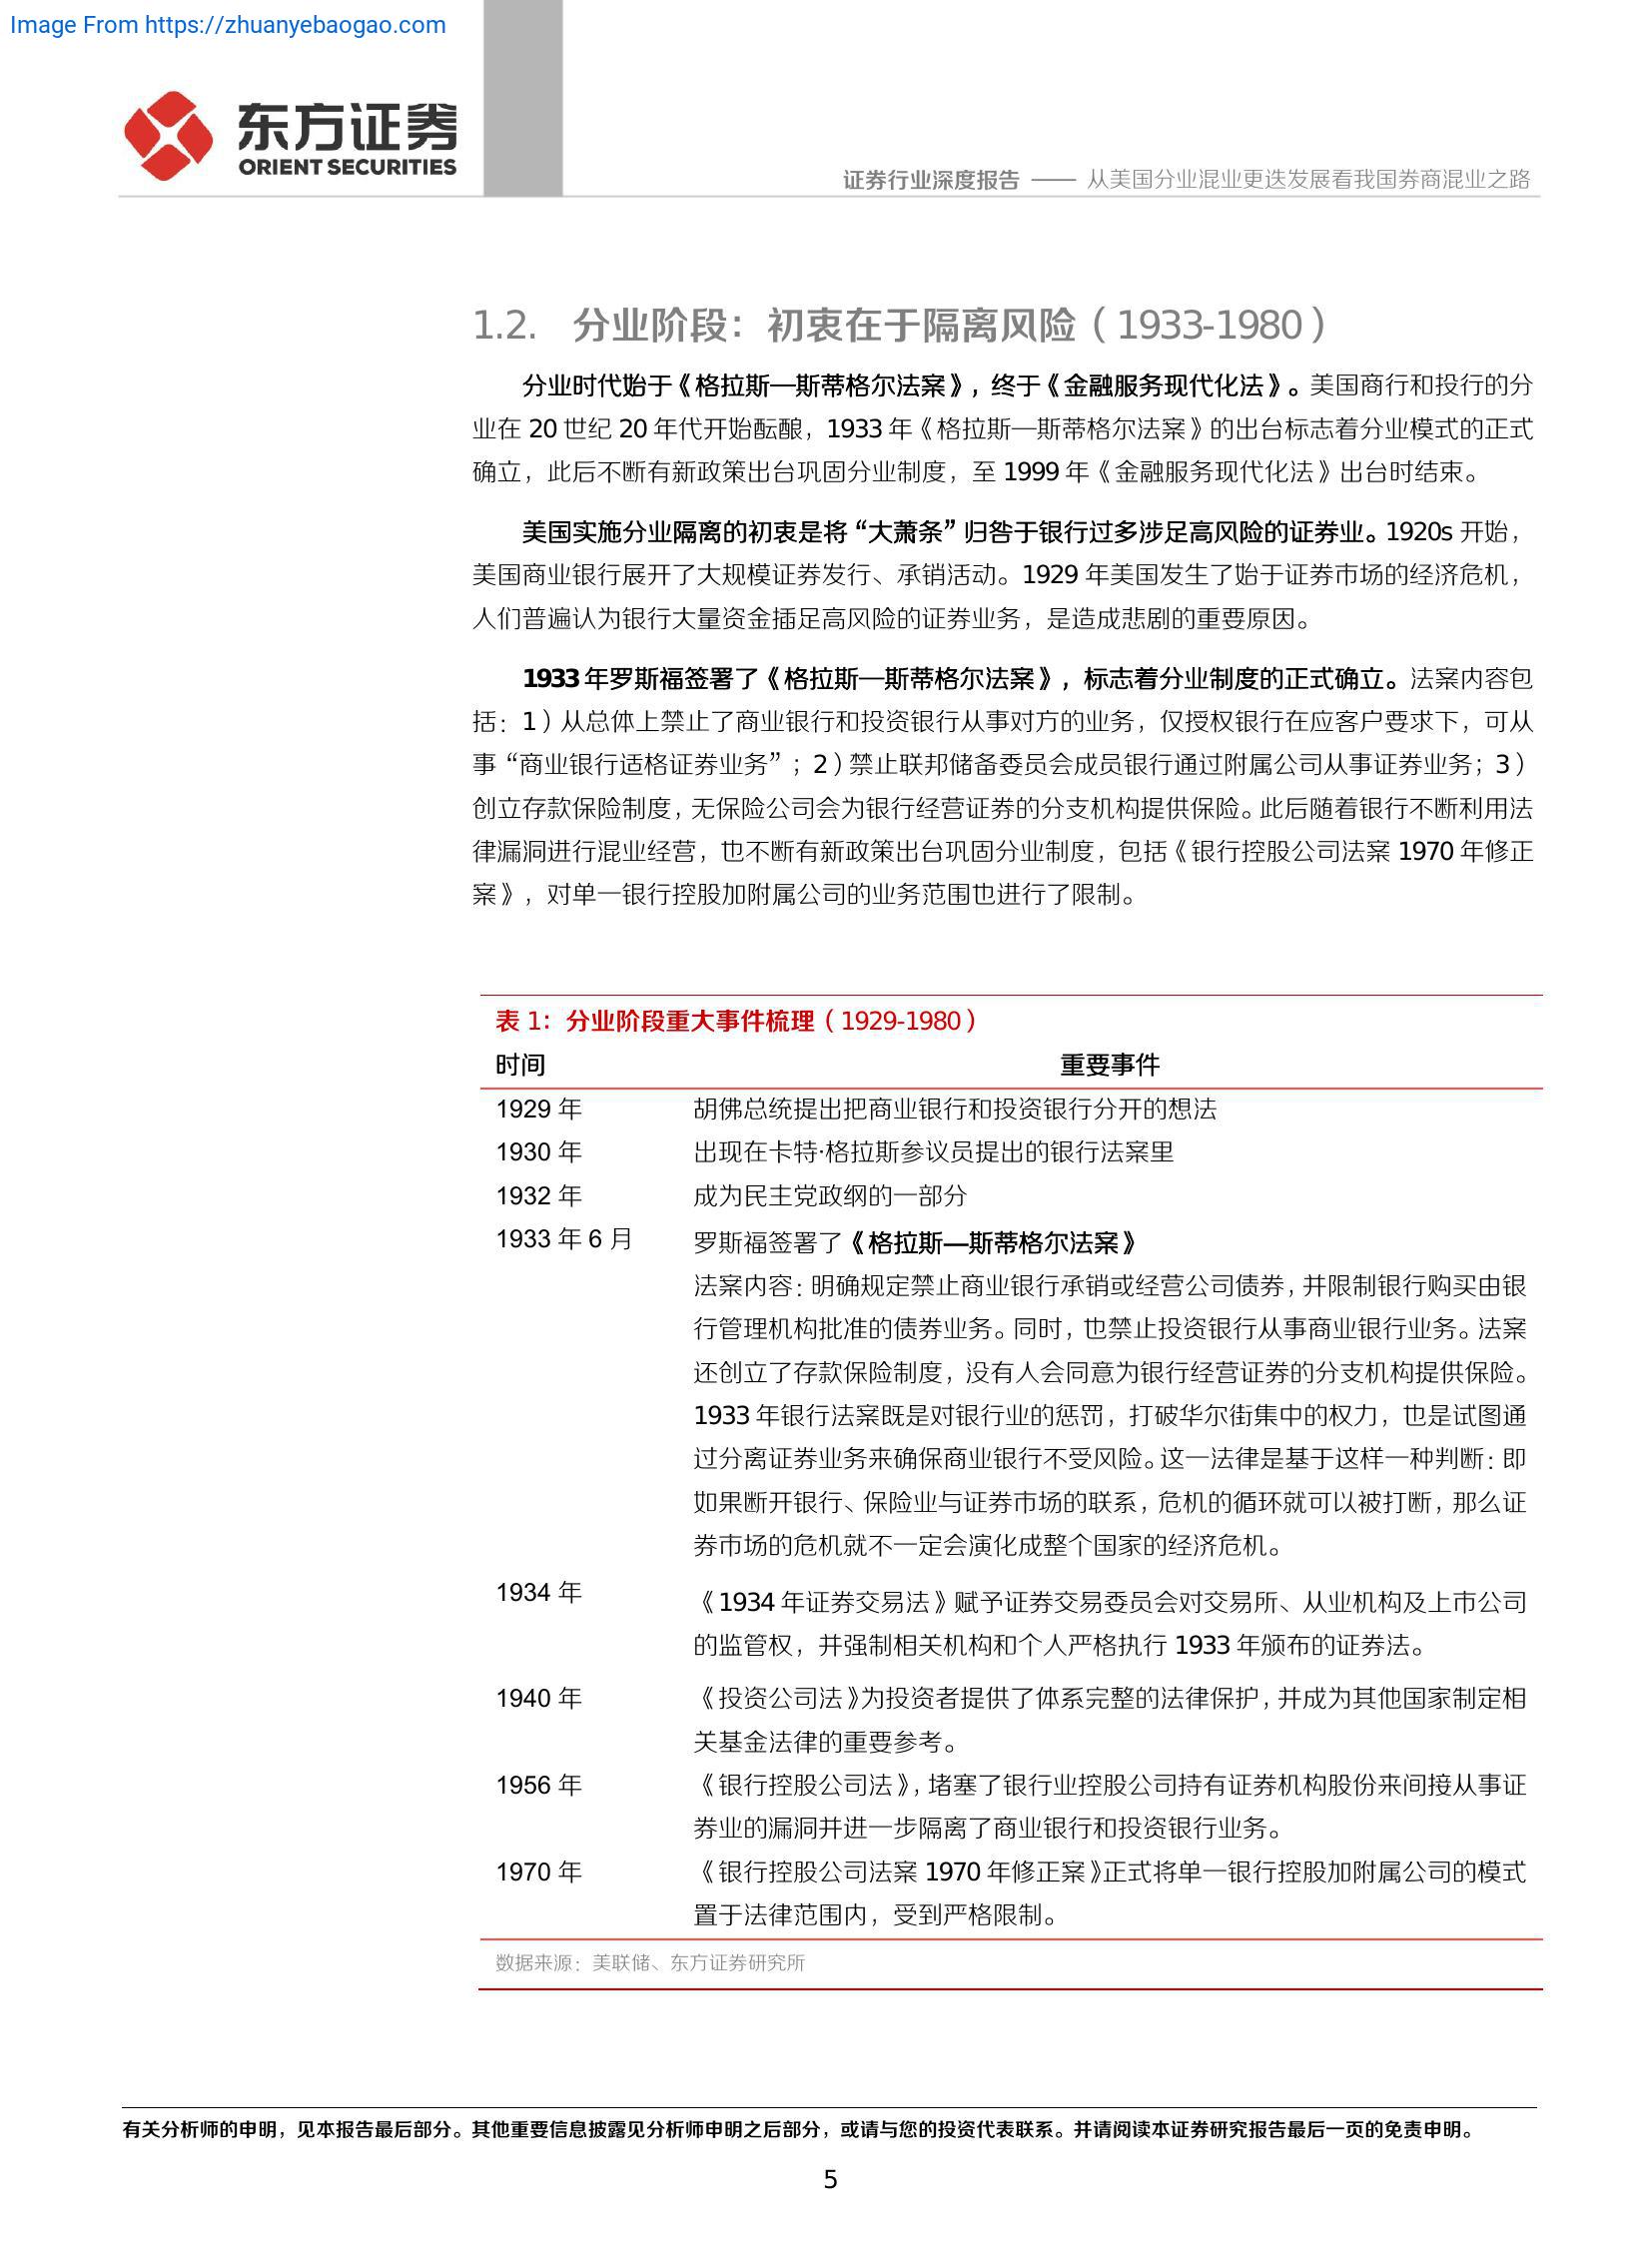 Image From https://zhuanyebaogao.com
东方证券
ORIENT SECURITIES
证券行业深度报告 —— 从美国分业混业更迭发展看我国券商混业之路
1.2. 分业阶段：初衷在于隔离风险（1933-1980）
分业时代始于《格拉斯—斯蒂格尔法案》，终于《金融服务现代化法》。美国商行和投行的分
业在 20 世纪 20 年代开始酝酿，1933 年《格拉斯—斯蒂格尔法案》的出台标志着分业模式的正式
确立，此后不断有新政策出台巩固分业制度，至 1999 年《金融服务现代化法》出台时结束。
美国实施分业隔离的初衷是将“大萧条”归咎于银行过多涉足高风险的证券业。1920s 开始，
美国商业银行展开了大规模证券发行、承销活动。1929 年美国发生了始于证券市场的经济危机，
人们普遍认为银行大量资金插足高风险的证券业务，是造成悲剧的重要原因。
1933 年罗斯福签署了《格拉斯—斯蒂格尔法案》，标志着分业制度的正式确立。法案内容包
括：1）从总体上禁止了商业银行和投资银行从事对方的业务，仅授权银行在应客户要求下，可从
事“商业银行适格证券业务”；2）禁止联邦储备委员会成员银行通过附属公司从事证券业务；3）
创立存款保险制度，无保险公司会为银行经营证券的分支机构提供保险。此后随着银行不断利用法
律漏洞进行混业经营，也不断有新政策出台巩固分业制度，包括《银行控股公司法案 1970 年修正
案》，对单一银行控股加附属公司的业务范围也进行了限制。
表 1：分业阶段重大事件梳理（1929-1980）
时间 重要事件
1929 年 胡佛总统提出把商业银行和投资银行分开的想法
1930 年 出现在卡特·格拉斯参议员提出的银行法案里
1932 年 成为民主党政纲的一部分
1933 年 6 月 罗斯福签署了《格拉斯—斯蒂格尔法案》
法案内容：明确规定禁止商业银行承销或经营公司债券，并限制银行购买由银
行管理机构批准的债券业务。同时，也禁止投资银行从事商业银行业务。法案
还创立了存款保险制度，没有人会同意为银行经营证券的分支机构提供保险。
1933 年银行法案既是对银行业的惩罚，打破华尔街集中的权力，也是试图通
过分离证券业务来确保商业银行不受风险。这一法律是基于这样一种判断：即
如果断开银行、保险业与证券市场的联系，危机的循环就可以被打断，那么证
券市场的危机就不一定会演化成整个国家的经济危机。
1934 年 《1934 年证券交易法》赋予证券交易委员会对交易所、从业机构及上市公司
的监管权，并强制相关机构和个人严格执行 1933 年颁布的证券法。
1940 年 《投资公司法》为投资者提供了体系完整的法律保护，并成为其他国家制定相
关基金法律的重要参考。
1956 年 《银行控股公司法》，堵塞了银行业控股公司持有证券机构股份来间接从事证
券业的漏洞并进一步隔离了商业银行和投资银行业务。
1970 年 《银行控股公司法案 1970 年修正案》正式将单一银行控股加附属公司的模式
置于法律范围内，受到严格限制。
数据来源：美联储、东方证券研究所
有关分析师的申明，见本报告最后部分。其他重要信息披露见分析师申明之后部分，或请与您的投资代表联系。并请阅读本证券研究报告最后一页的免责申明。
5